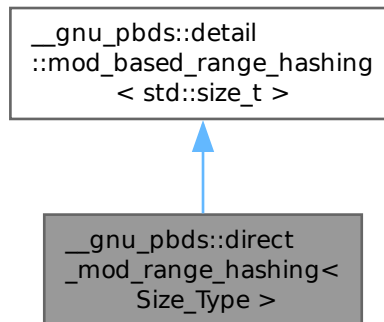 __gnu_pbds::detail
::mod_based_range_hashing
< std::size_t >
__gnu_pbds::direct
_mod_range_hashing<
Size_Type >